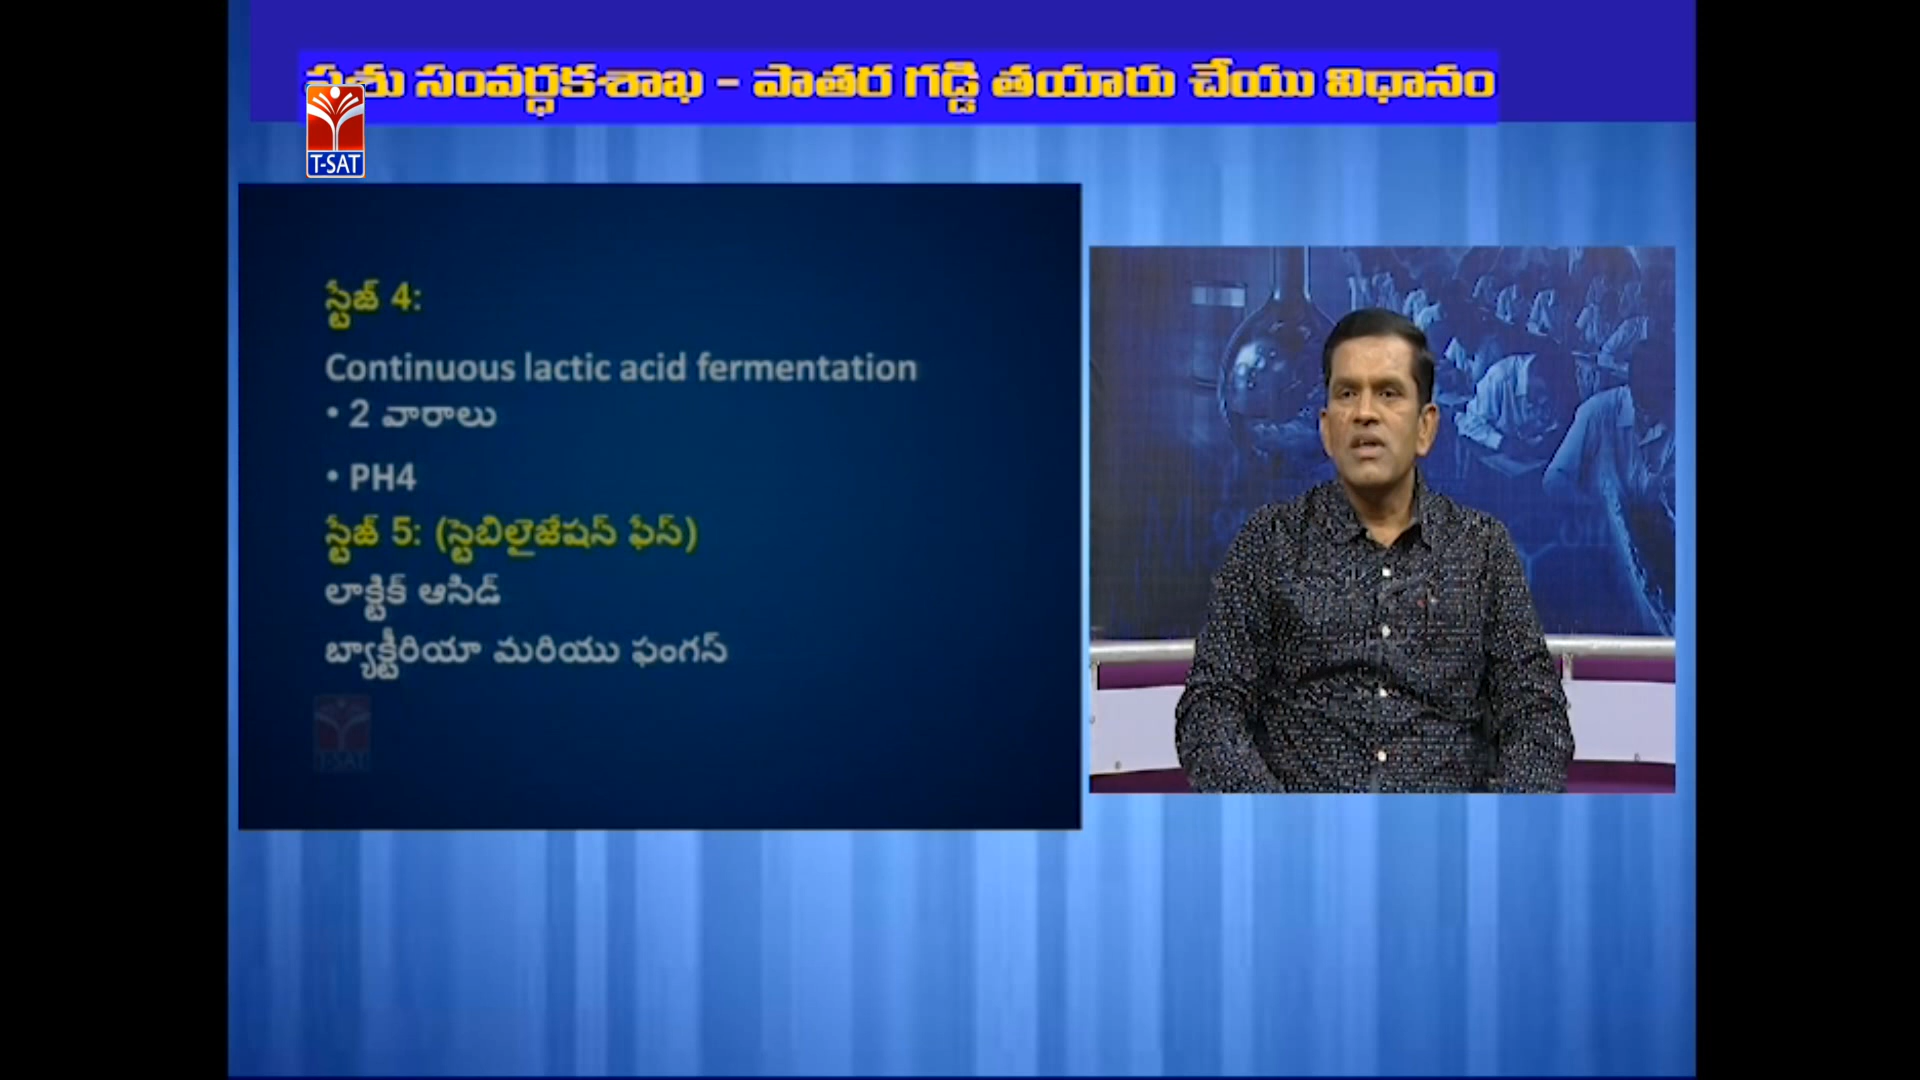 పశు సంవర్ధకశాఖ - పాతర గడ్డి తయారు చేయు విధానం
T-SAT
స్టేజ్ 4:
Continuous lactic acid fermentation
• 2 వారాలు
• PH4
స్టేజ్ 5: (స్టెబిలైజేషన్ ఫేస్)
లాక్టిక్ ఆసిడ్
బ్యాక్టీరియా మరియు ఫంగస్
T-SAT